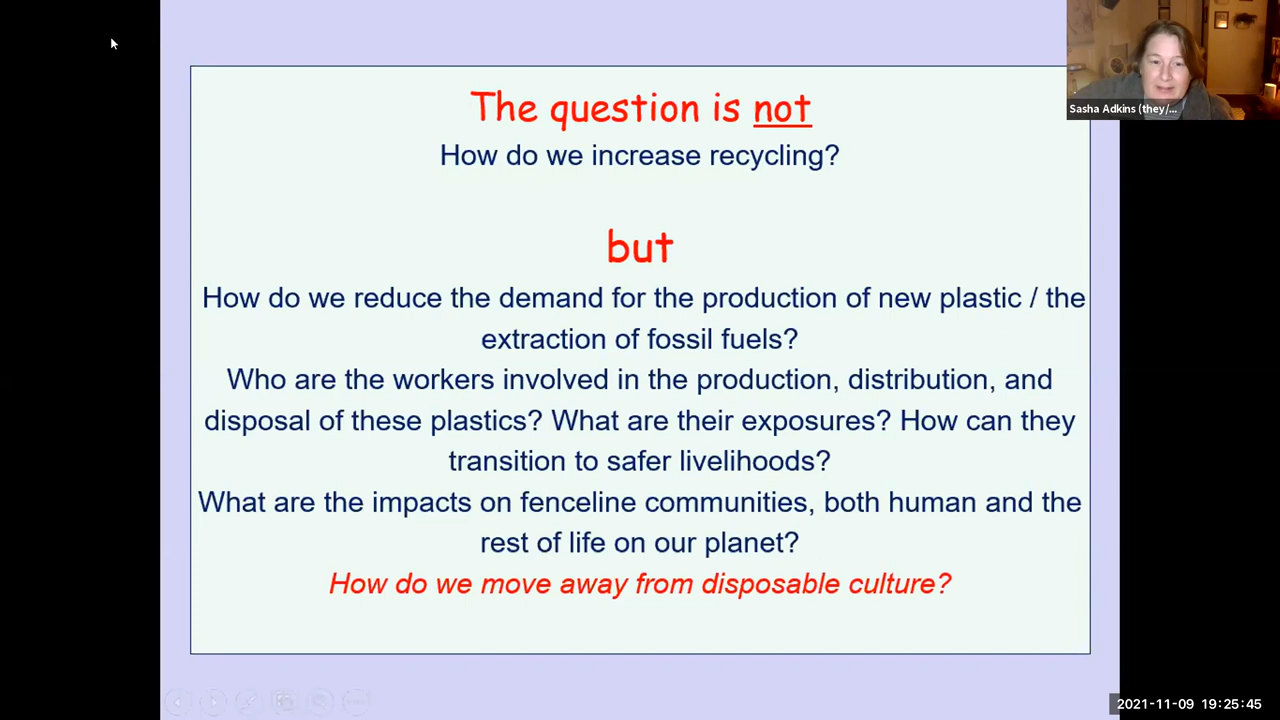 The question is not
How do we increase recycling?
but
How do we reduce the demand for the production of new plastic / the
extraction of fossil fuels?
Who are the workers involved in the production, distribution, and
disposal of these plastics? What are their exposures? How can they
transition to safer livelihoods?
What are the impacts on fenceline communities, both human and the
rest of life on our planet?
How do we move away from disposable culture?
Sasha Adkins (they/...
2021-11-09 19:25:45